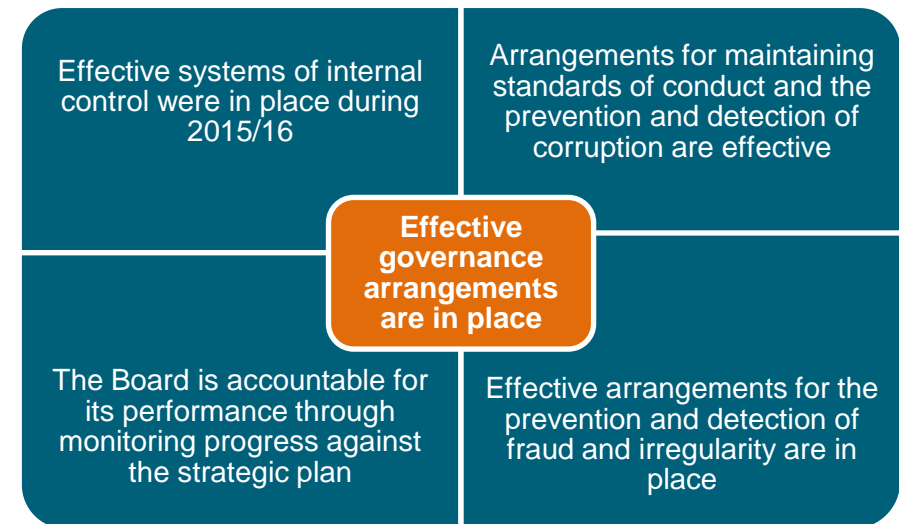 Effective systems of internal
control were in place during
2015/16
Arrangements for maintaining
standards of conduct and the
prevention and detection of
corruption are effective
Effective
governance
arrangements
are in place
The Board is accountable for
its performance through
monitoring progress against
the strategic plan
Effective arrangements for the
prevention and detection of
fraud and irregularity are in
place